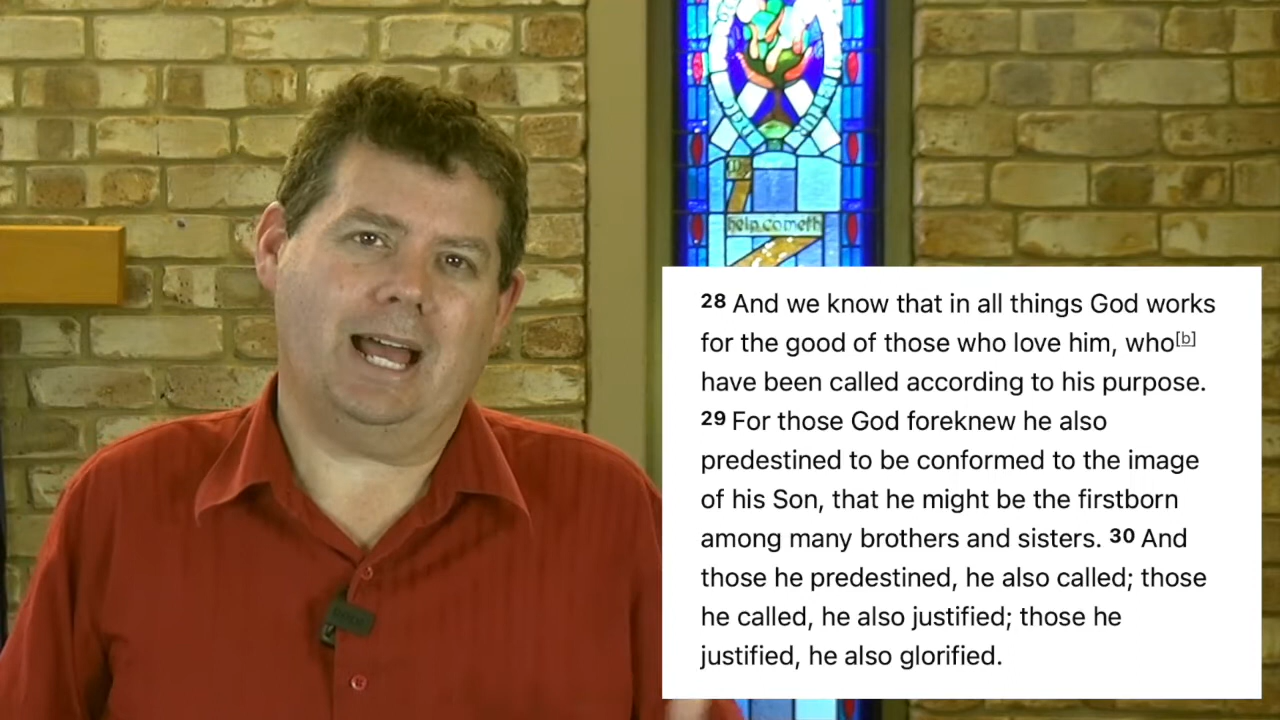 help cometh
28 And we know that in all things God works
for the good of those who love him, who[b]
have been called according to his purpose.
29 For those God foreknew he also
predestined to be conformed to the image
of his Son, that he might be the firstborn
among many brothers and sisters. 30 And
those he predestined, he also called; those
he called, he also justified; those he
justified, he also glorified.